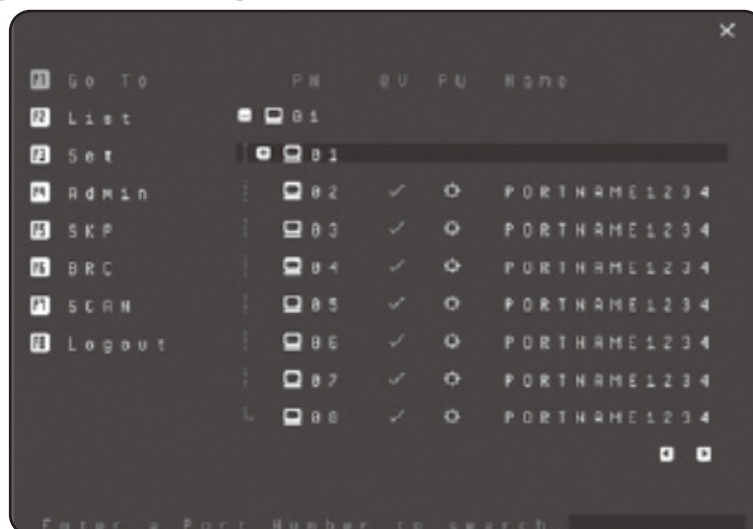 ×
F1 Go To PN QV PW Name
F2 List 01
F3 Set 01
F4 Admin 02 PORTNAME1234
F5 SKP 03 PORTNAME1234
F6 BRC 04 PORTNAME1234
F7 SCAN 05 PORTNAME1234
F8 Logout 06 PORTNAME1234
07 PORTNAME1234
08 PORTNAME1234
Enter a Port Number to search: